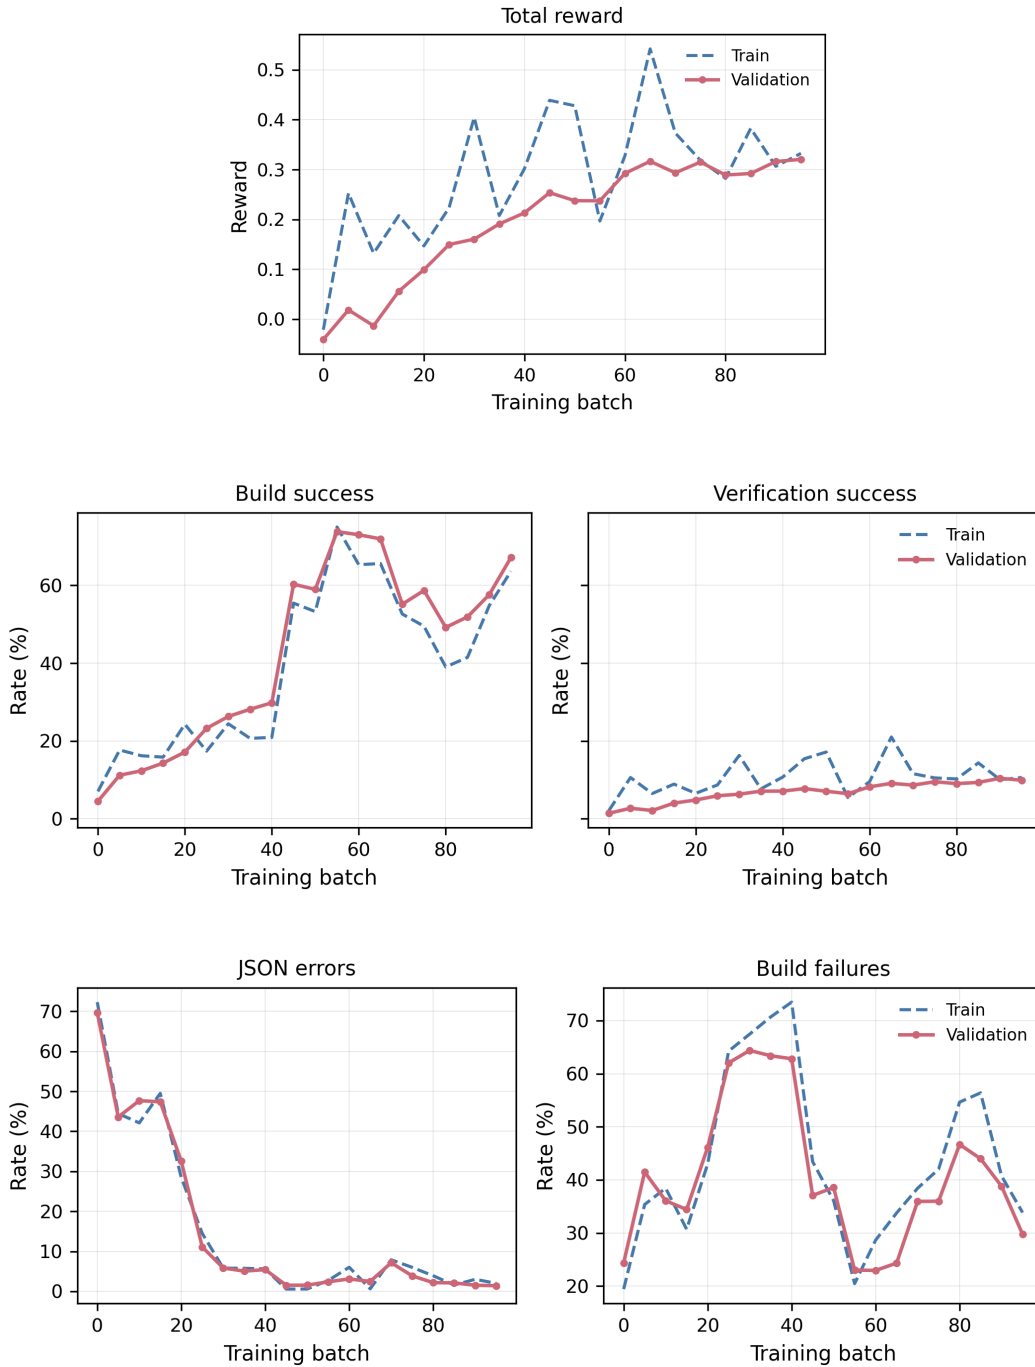 Total reward
Train
Validation
0.5
0.4
0.3
0.2
0.1
0.0
Reward
0 20 40 60 80
Training batch
Build success
60
40
20
0
Rate (%)
0 20 40 60 80
Training batch
Verification success
Train
Validation
Rate (%)
0 20 40 60 80
Training batch
JSON errors
70
60
50
40
30
20
10
0
Rate (%)
0 20 40 60 80
Training batch
Build failures
Train
Validation
70
60
50
40
30
20
Rate (%)
0 20 40 60 80
Training batch